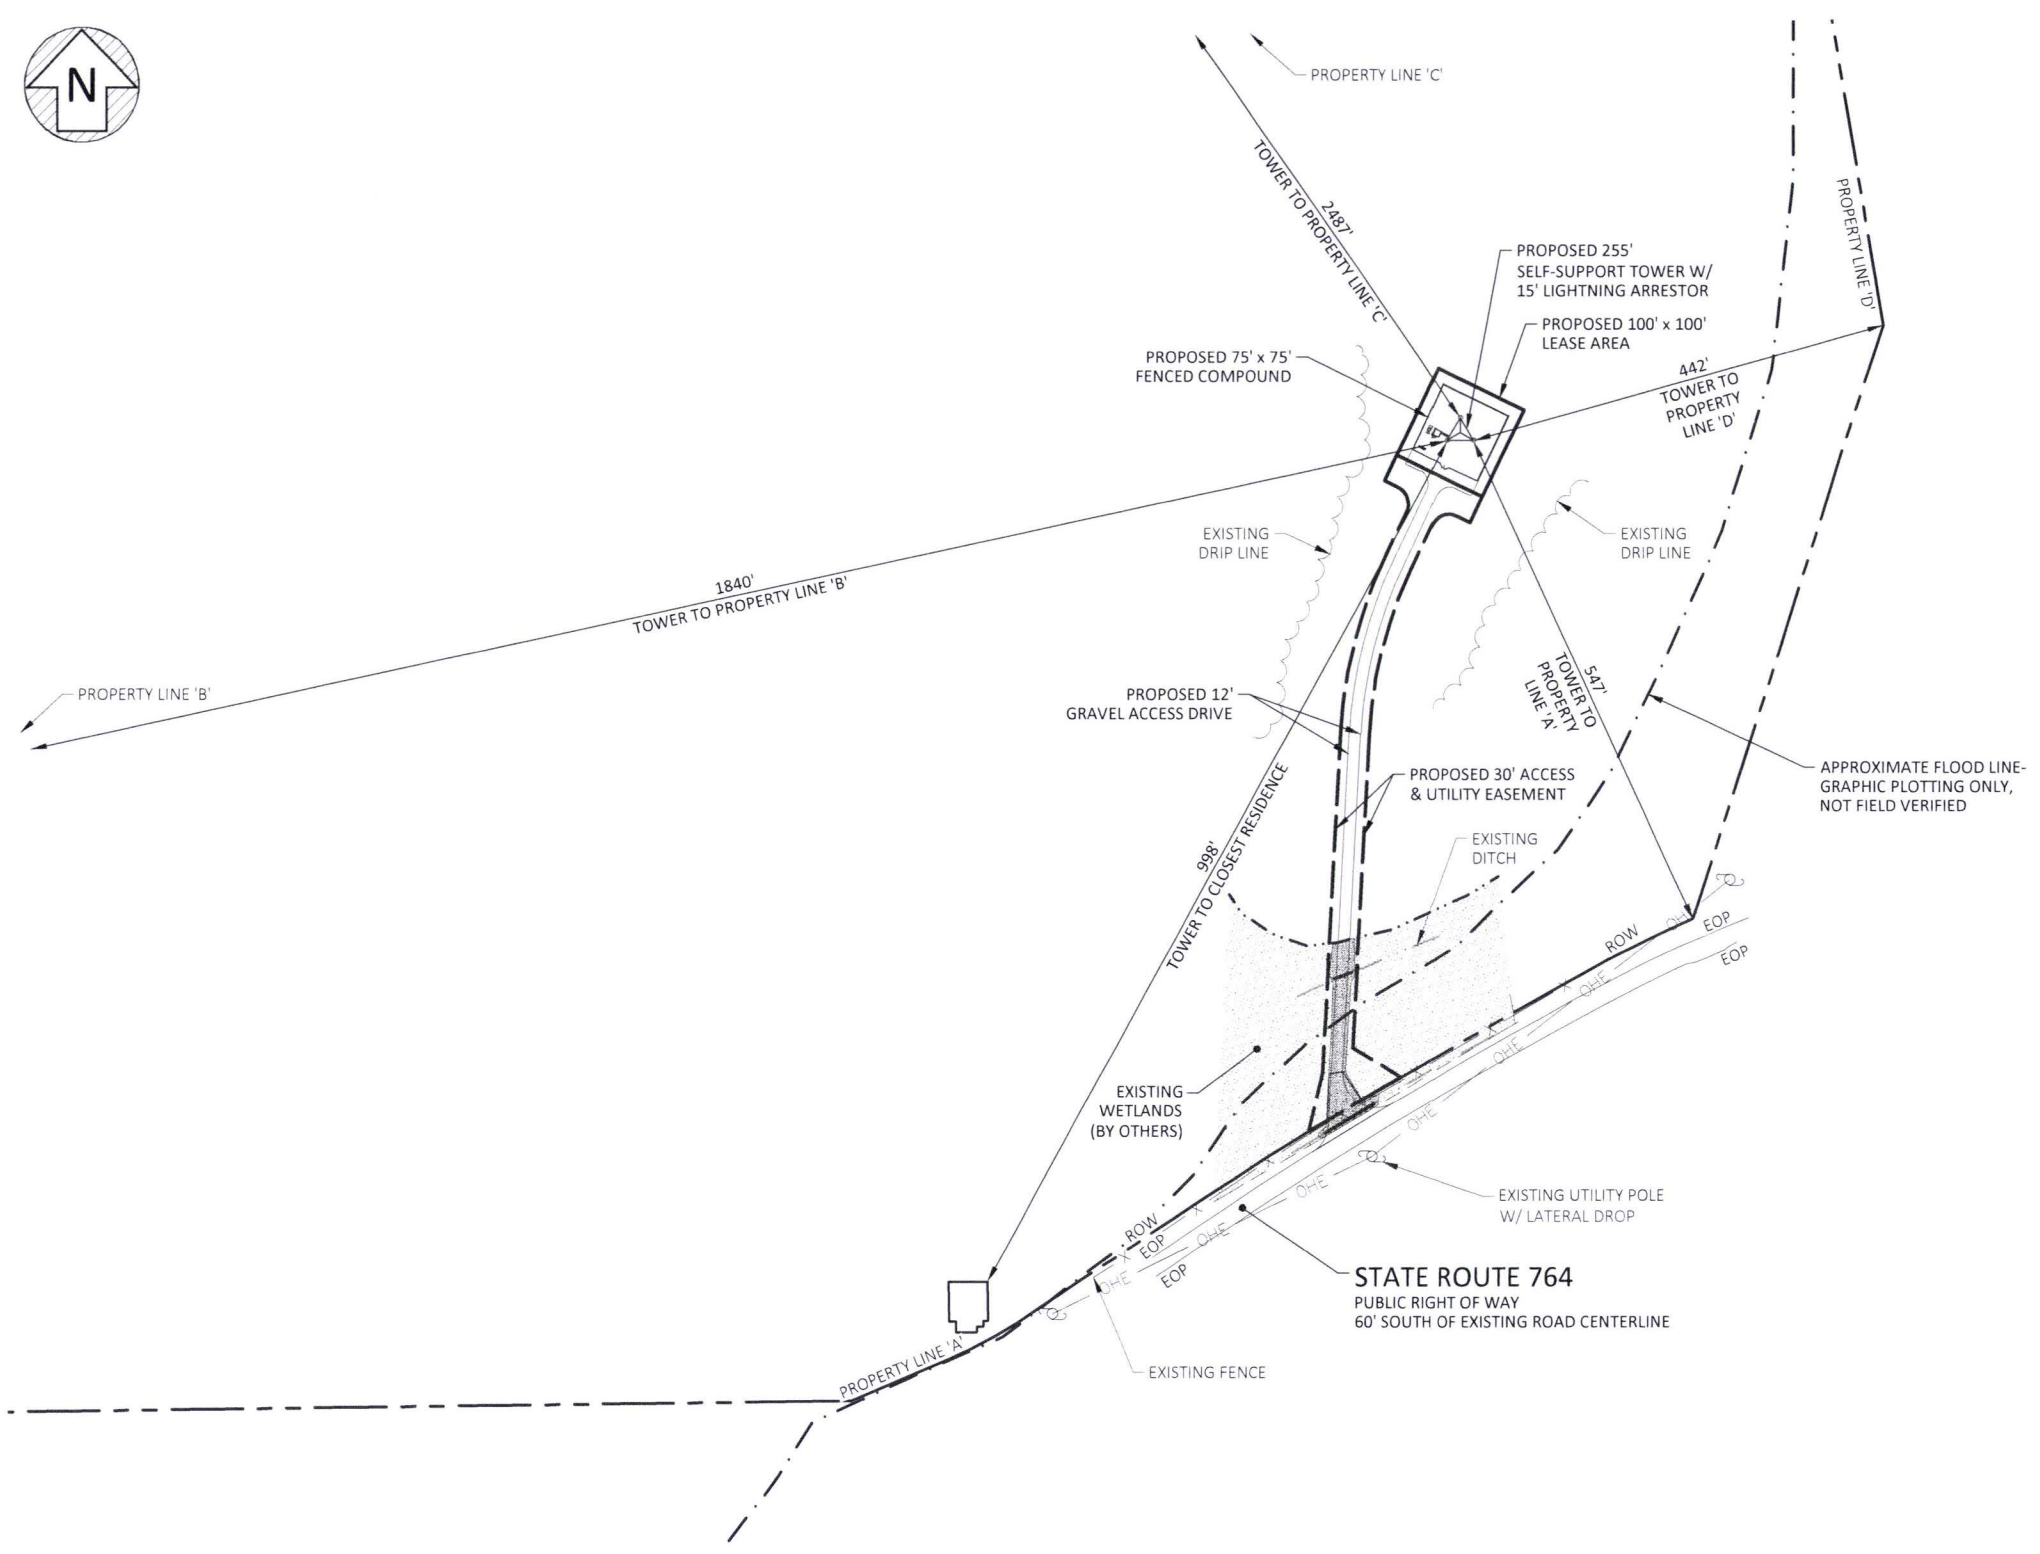 N
PROPERTY LINE 'C'
2487'
TOWER TO PROPERTY LINE 'C'
PROPERTY LINE 'D'
PROPOSED 255'
SELF-SUPPORT TOWER W/
15' LIGHTNING ARRESTOR
PROPOSED 100' x 100'
LEASE AREA
PROPOSED 75' x 75'
FENCED COMPOUND
442'
TOWER TO
PROPERTY
LINE 'D'
EXISTING
DRIP LINE
EXISTING
DRIP LINE
1840'
TOWER TO PROPERTY LINE 'B'
PROPERTY LINE 'B'
547'
TOWER TO
PROPERTY
LINE 'A'
PROPOSED 12'
GRAVEL ACCESS DRIVE
PROPOSED 30' ACCESS
& UTILITY EASEMENT
APPROXIMATE FLOOD LINE-
GRAPHIC PLOTTING ONLY,
NOT FIELD VERIFIED
998'
TOWER TO CLOSEST RESIDENCE
EXISTING
DITCH
OHE
EOP
ROW
EOP
X
OHE
X
OHE
X
OHE
EXISTING
WETLANDS
(BY OTHERS)
X
OHE
X
EXISTING UTILITY POLE
W/ LATERAL DROP
ROW
OHE
EOP
X
EOP
OHE
STATE ROUTE 764
PUBLIC RIGHT OF WAY
60' SOUTH OF EXISTING ROAD CENTERLINE
PROPERTY LINE 'A'
EXISTING FENCE